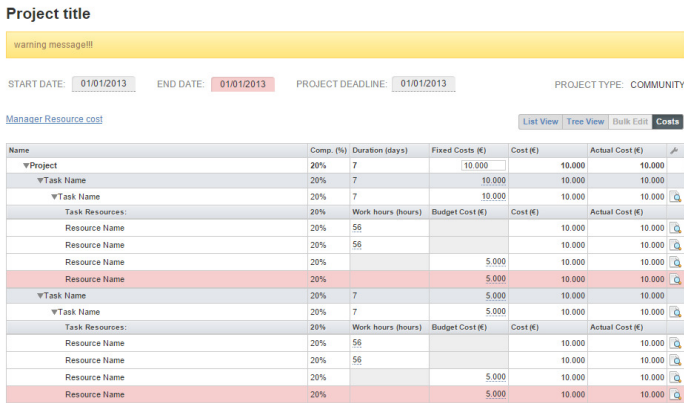 Project title
warning message!!!
START DATE: 01/01/2013 END DATE: 01/01/2013 PROJECT DEADLINE: 01/01/2013 PROJECT TYPE: COMMUNITY
Manager Resource cost List View Tree View Bulk Edit Costs
Name Comp. (%) Duration (days) Fixed Costs (€) Cost (€) Actual Cost (€)
Project 20% 7 10.000 10.000 10.000
Task Name 20% 7 10.000 10.000 10.000
Task Name 20% 7 10.000 10.000 10.000
Task Resources: 20% Work hours (hours) Budget Cost (€) Cost (€) Actual Cost (€)
Resource Name 20% 56 10.000 10.000
Resource Name 20% 56 10.000 10.000
Resource Name 20% 5.000 10.000 10.000
Resource Name 20% 5.000 10.000 10.000
Task Name 20% 7 5.000 10.000 10.000
Task Name 20% 7 5.000 10.000 10.000
Task Resources: 20% Work hours (hours) Budget Cost (€) Cost (€) Actual Cost (€)
Resource Name 20% 56 10.000 10.000
Resource Name 20% 56 10.000 10.000
Resource Name 20% 5.000 10.000 10.000
Resource Name 20% 5.000 10.000 10.000